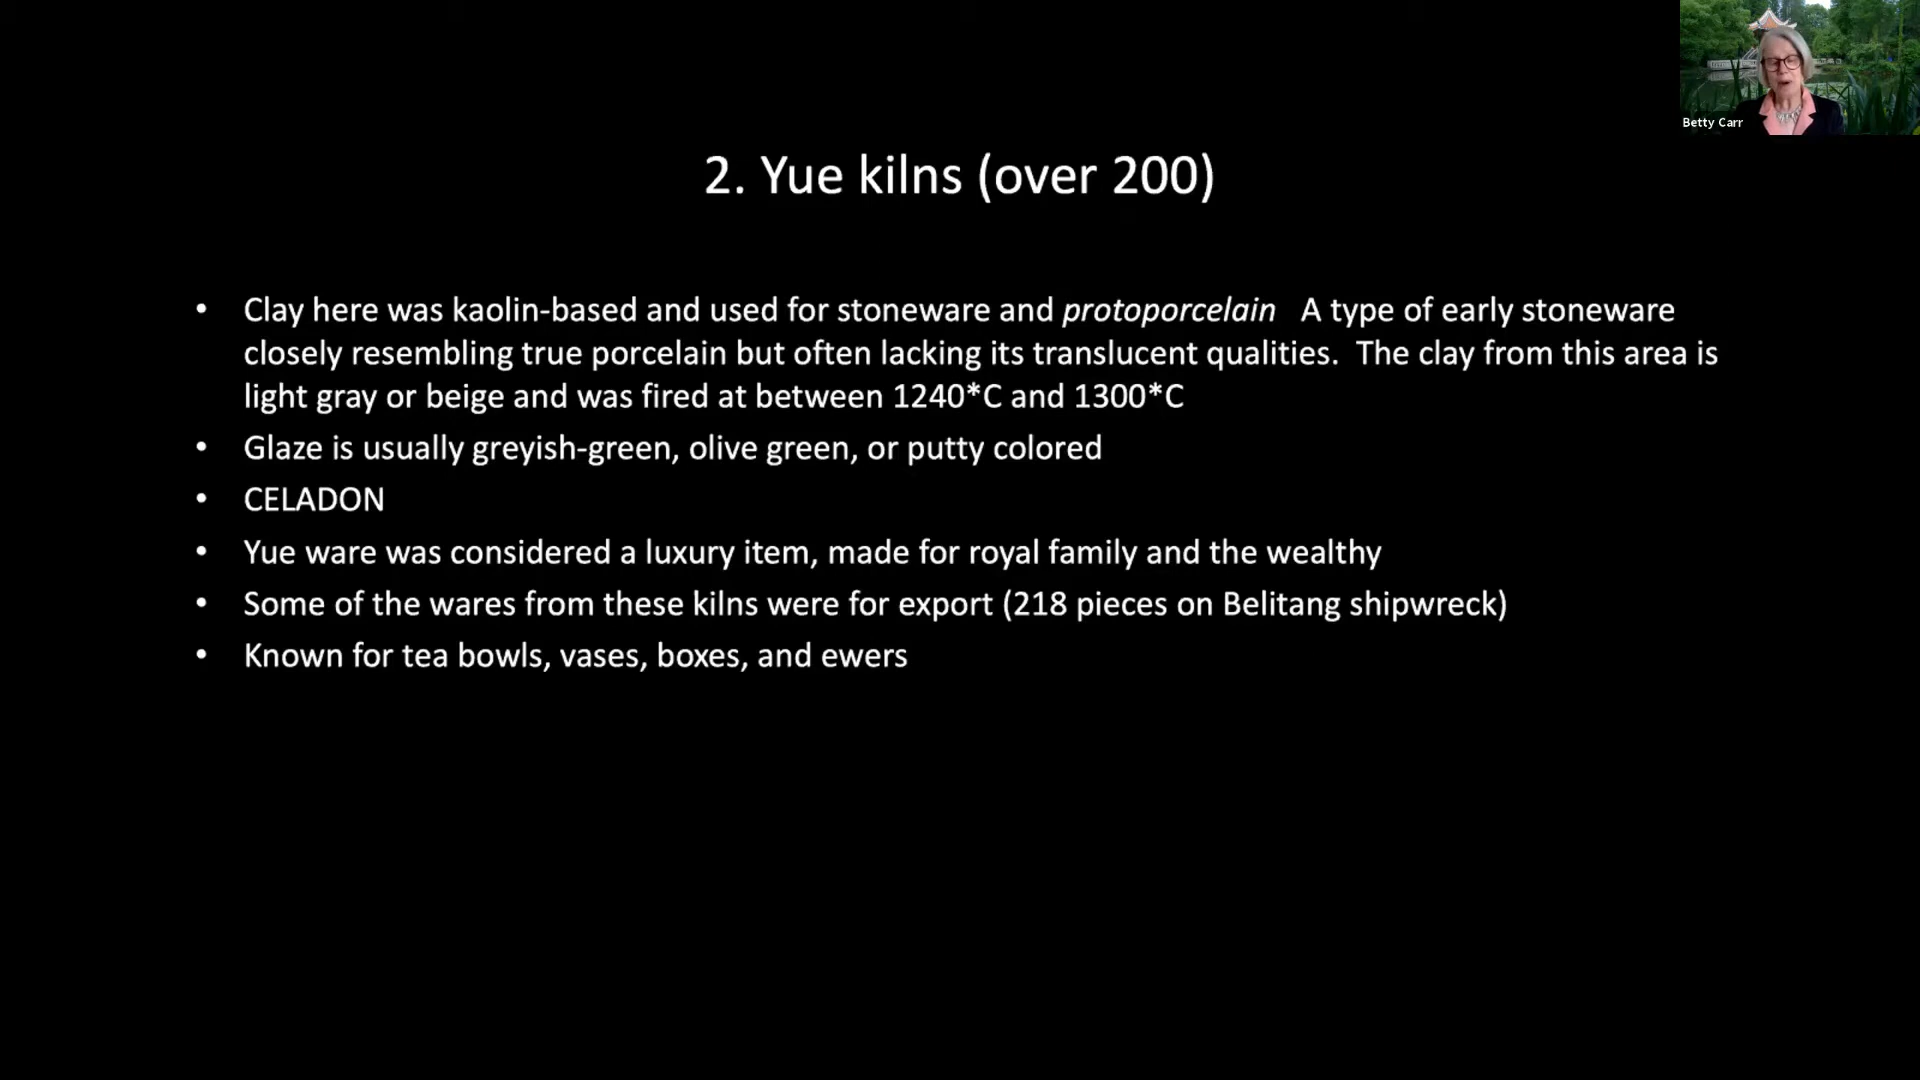 Betty Carr
2. Yue kilns (over 200)
• Clay here was kaolin-based and used for stoneware and protoporcelain A type of early stoneware
closely resembling true porcelain but often lacking its translucent qualities. The clay from this area is
light gray or beige and was fired at between 1240*C and 1300*C
• Glaze is usually greyish-green, olive green, or putty colored
• CELADON
• Yue ware was considered a luxury item, made for royal family and the wealthy
• Some of the wares from these kilns were for export (218 pieces on Belitang shipwreck)
• Known for tea bowls, vases, boxes, and ewers